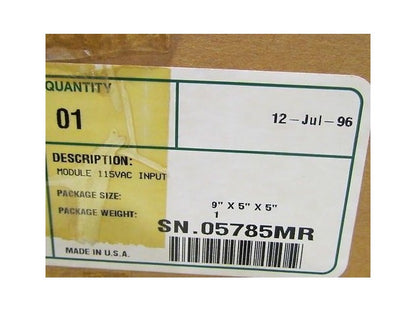 QUANTITY
01
12-Jul-96
DESCRIPTION:
MODULE 115VAC INPUT
PACKAGE SIZE: 9" X 5" X 5"
PACKAGE WEIGHT: 1
SN.05785MR
MADE IN U.S.A.